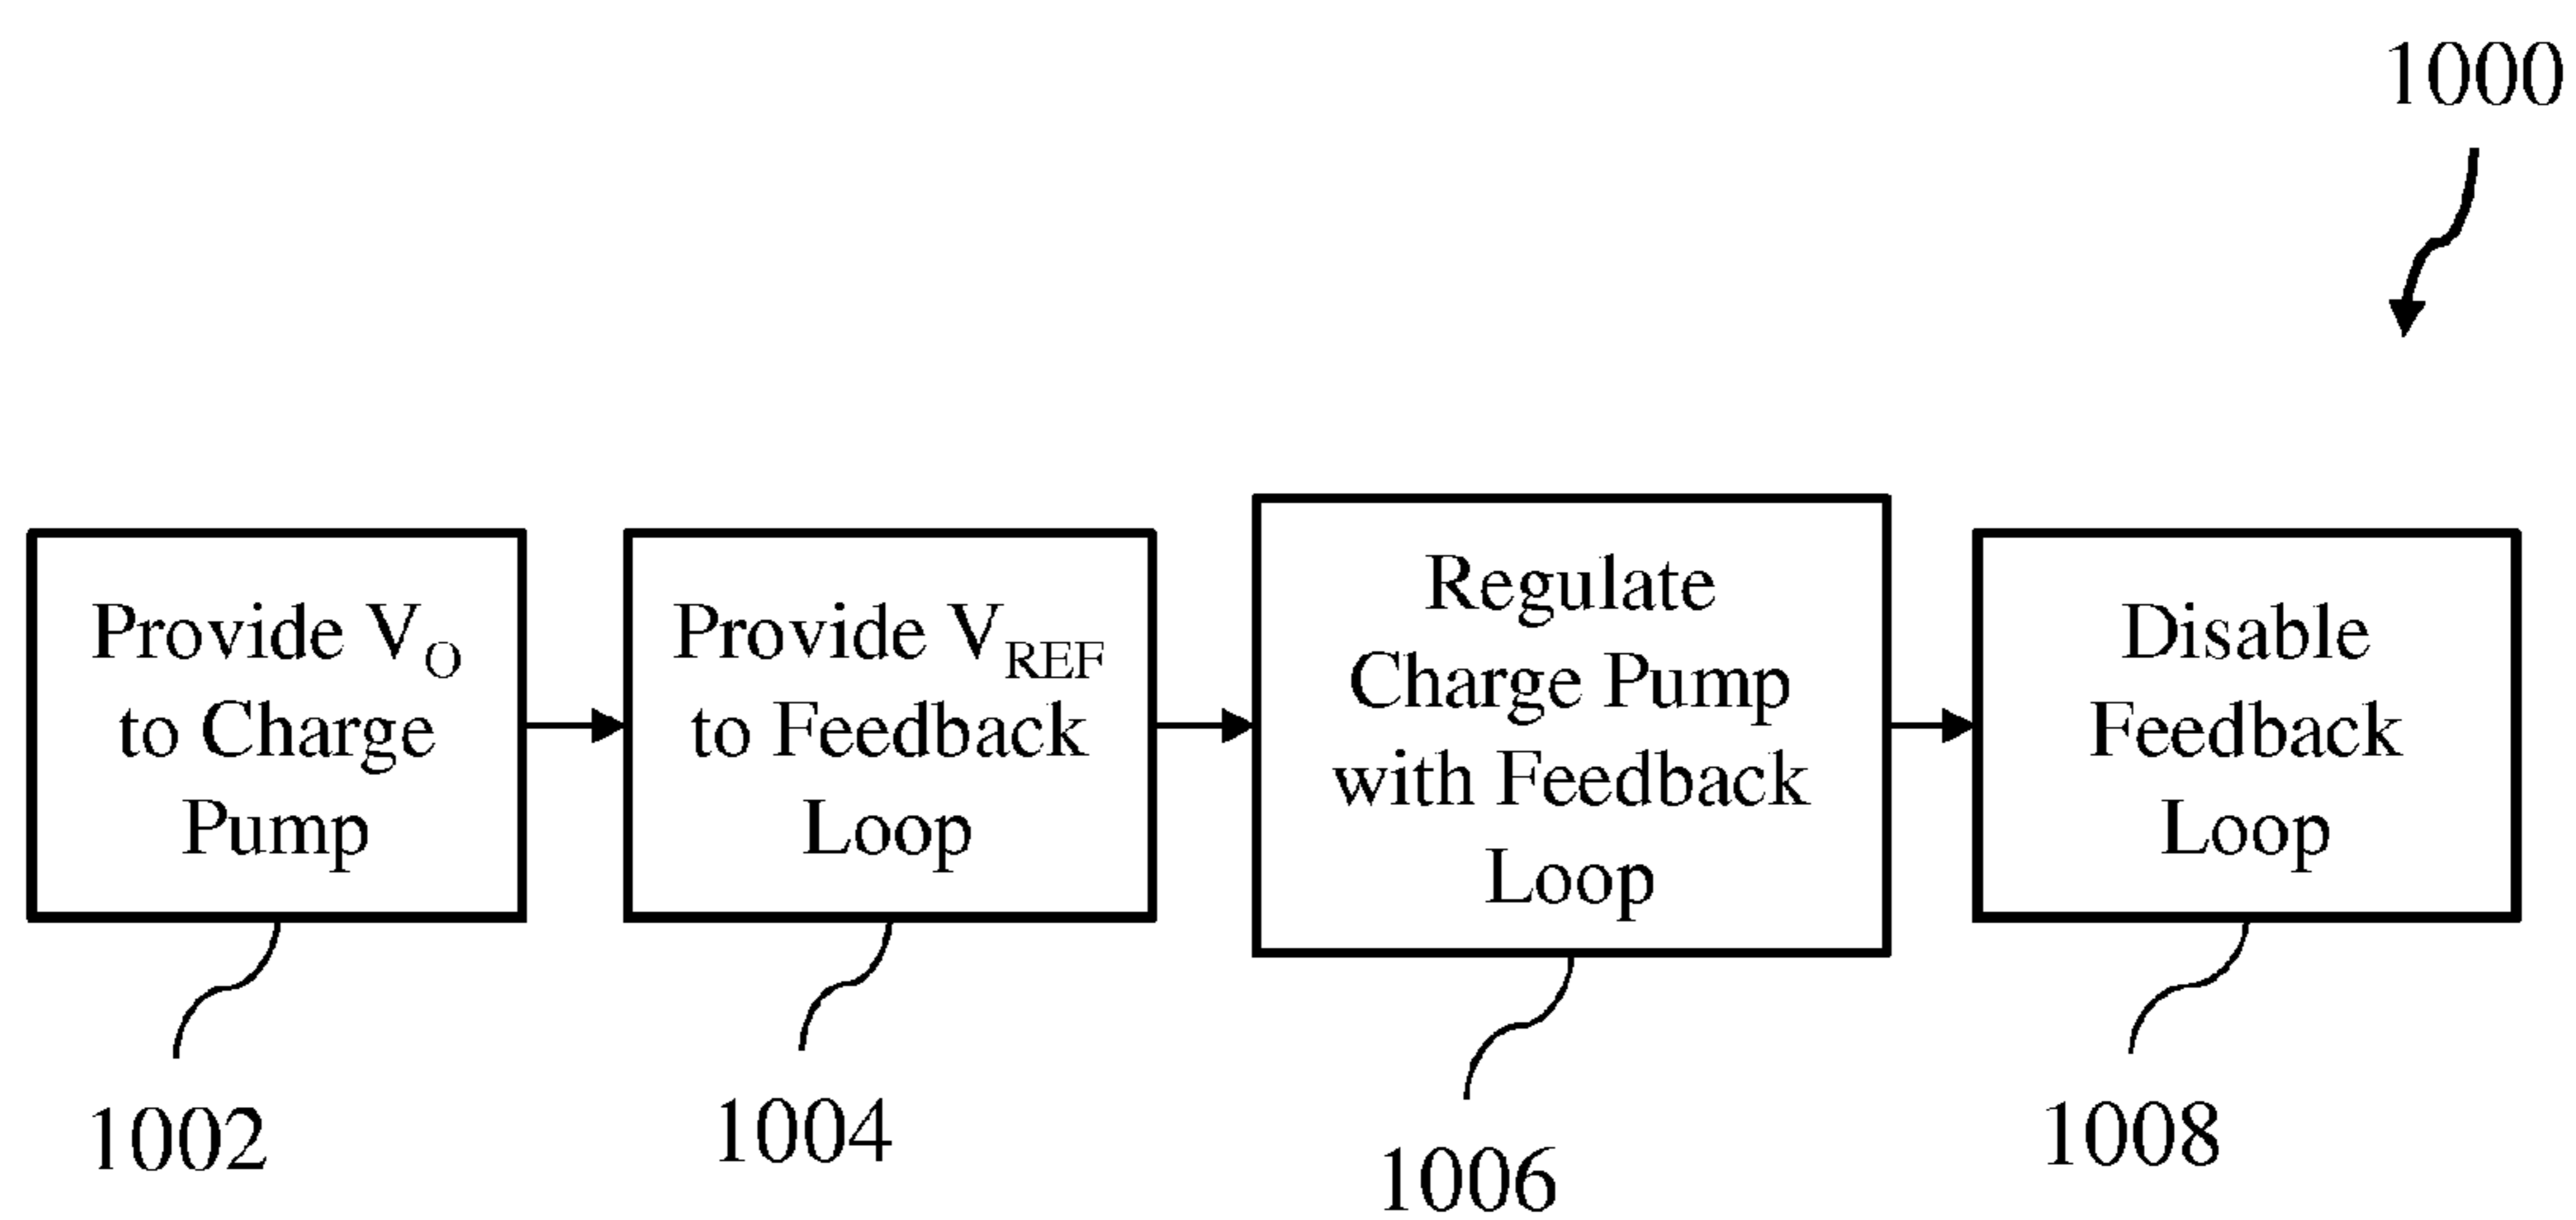 1000
Provide V_O
to Charge
Pump
Provide V_REF
to Feedback
Loop
Regulate
Charge Pump
with Feedback
Loop
Disable
Feedback
Loop
1002
1004
1006
1008